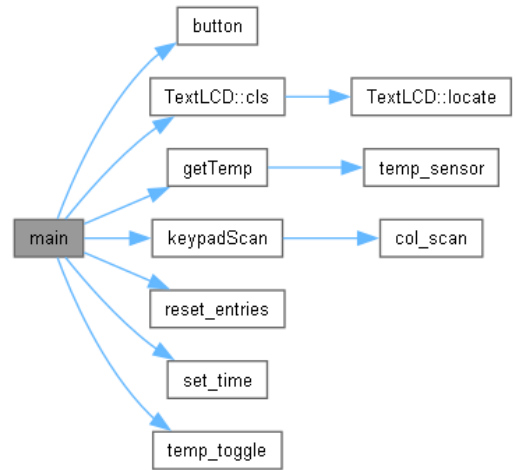 button
TextLCD::cls
TextLCD::locate
getTemp
temp_sensor
main
keypadScan
col_scan
reset_entries
set_time
temp_toggle